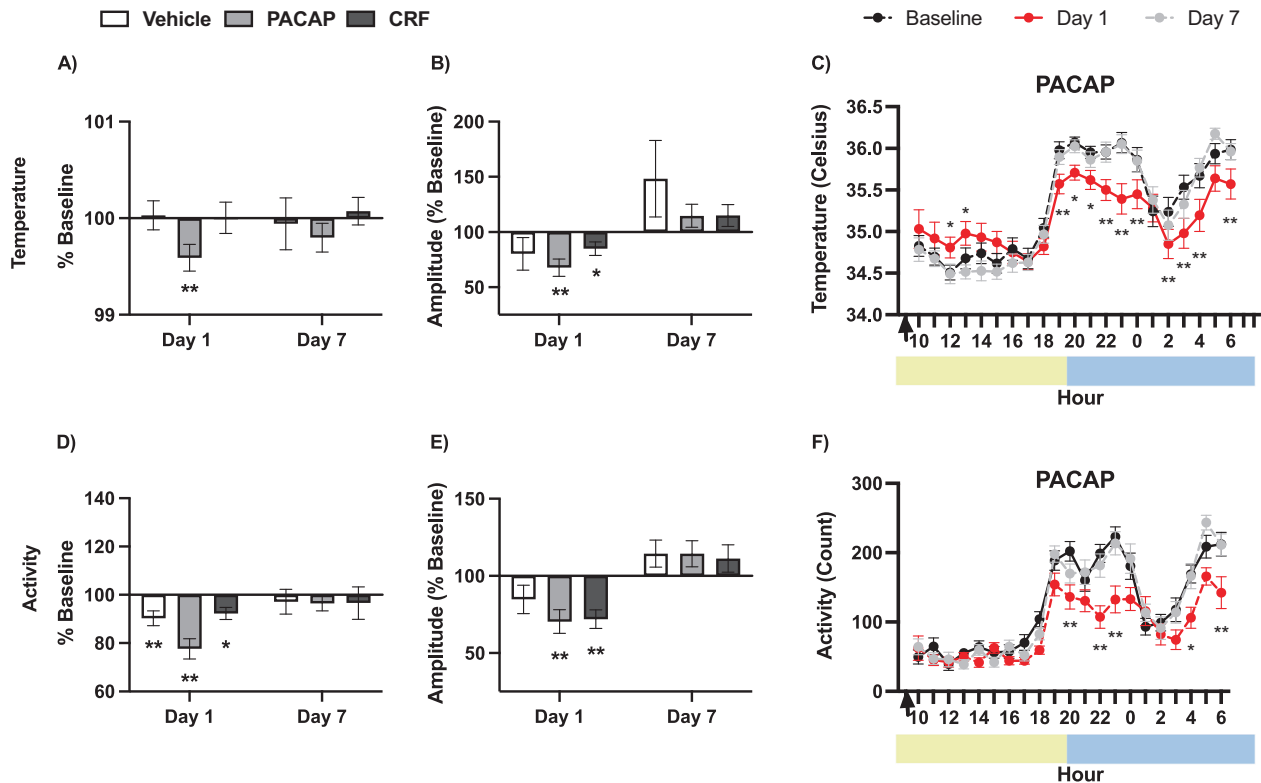 Vehicle PACAP CRF
Baseline Day 1 Day 7
A)
Temperature
% Baseline
101
100
99
**
Day 1 Day 7
B)
Amplitude (% Baseline)
200
150
100
50
** *
Day 1 Day 7
C)
PACAP
Temperature (Celsius)
36.5
36.0
35.5
35.0
34.5
34.0
* * ** * * ** ** ** ** ** ** **
10 12 14 16 18 20 22 0 2 4 6
Hour
D)
Activity
% Baseline
140
120
100
80
60
** ** *
Day 1 Day 7
E)
Amplitude (% Baseline)
150
100
50
** **
Day 1 Day 7
F)
PACAP
Activity (Count)
300
200
100
0
** ** ** * **
10 12 14 16 18 20 22 0 2 4 6
Hour